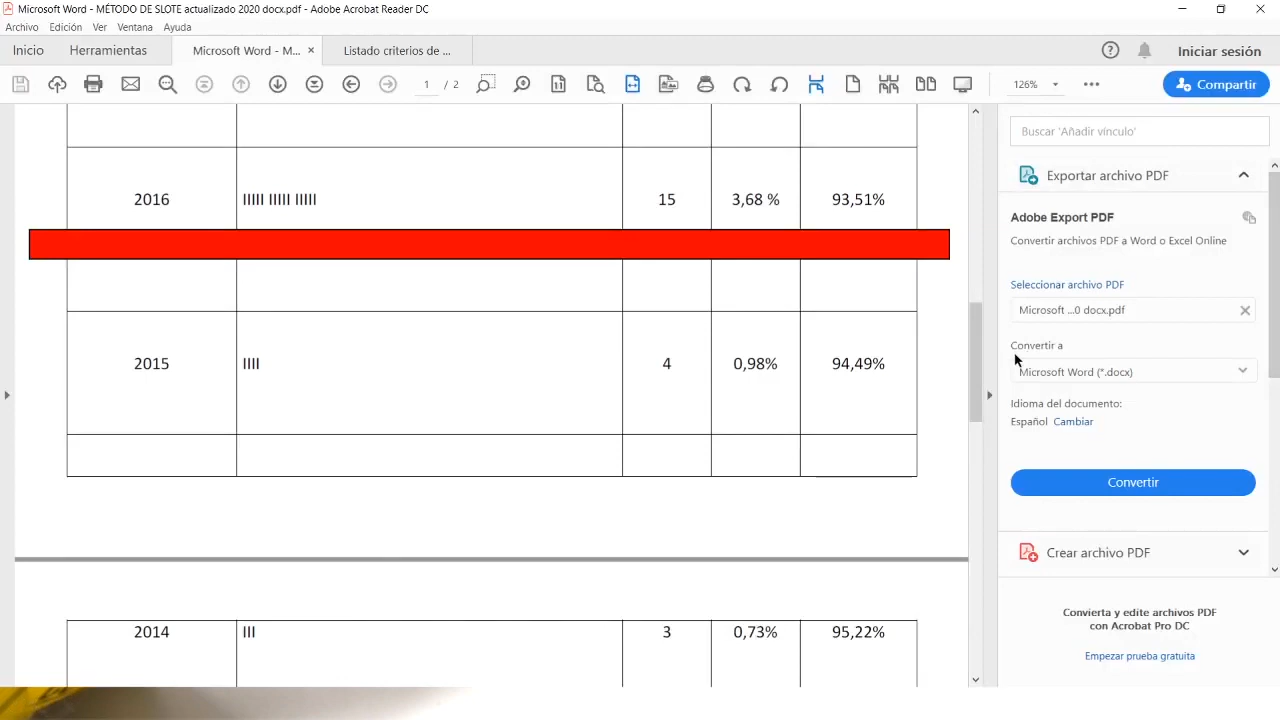 Microsoft Word - MÉTODO DE SLOTE actualizado 2020 docx.pdf - Adobe Acrobat Reader DC
Archivo Edición Ver Ventana Ayuda
Inicio Herramientas Microsoft Word - M... × Listado criterios de ... Iniciar sesión
1 / 2 126% Compartir
Buscar 'Añadir vínculo'
Exportar archivo PDF
Adobe Export PDF
Convertir archivos PDF a Word o Excel Online
Seleccionar archivo PDF
Microsoft ...0 docx.pdf
Convertir a
Microsoft Word (*.docx)
Idioma del documento:
Español Cambiar
Convertir
Crear archivo PDF
Convierta y edite archivos PDF
con Acrobat Pro DC
Empezar prueba gratuita
2016 IIIII IIIII IIIII 15 3,68 % 93,51%
2015 IIII 4 0,98% 94,49%
2014 III 3 0,73% 95,22%